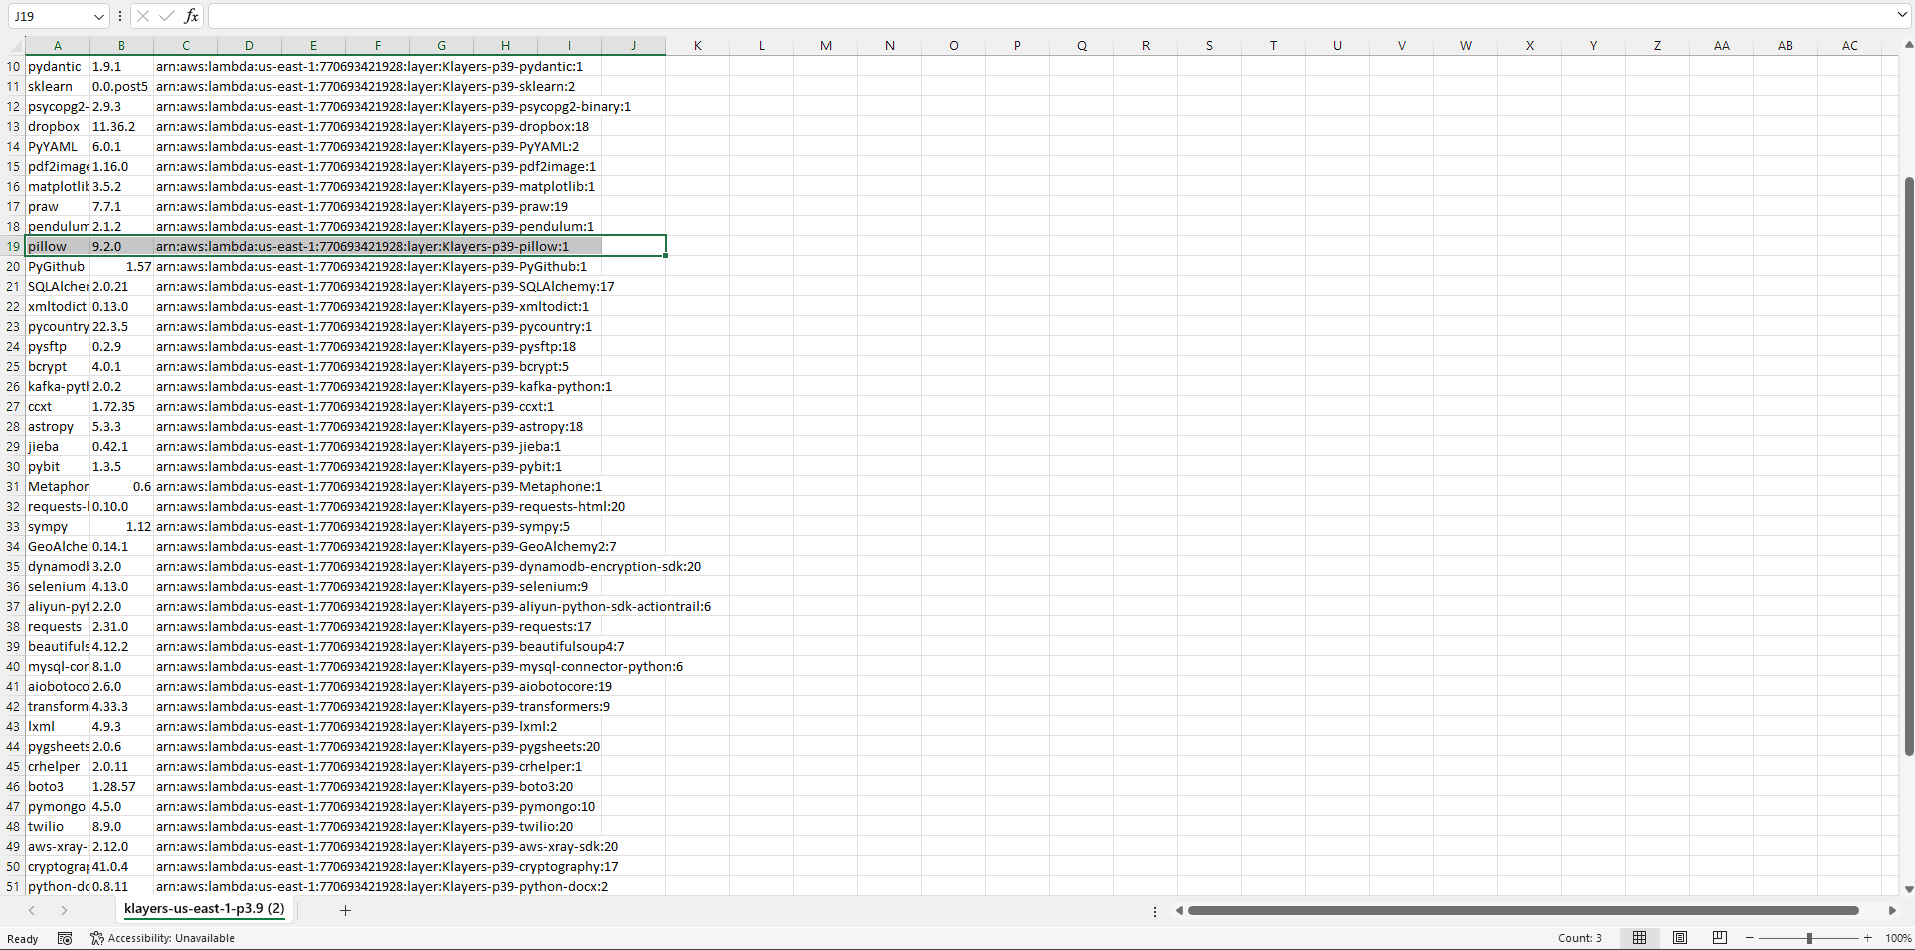 J19 fx
A B C D E F G H I J K L M N O P Q R S T U V W X Y Z AA AB AC
10 pydantic 1.9.1 arn:aws:lambda:us-east-1:770693421928:layer:Klayers-p39-pydantic:1
11 sklearn 0.0.post5 arn:aws:lambda:us-east-1:770693421928:layer:Klayers-p39-sklearn:2
12 psycopg2- 2.9.3 arn:aws:lambda:us-east-1:770693421928:layer:Klayers-p39-psycopg2-binary:1
13 dropbox 11.36.2 arn:aws:lambda:us-east-1:770693421928:layer:Klayers-p39-dropbox:18
14 PyYAML 6.0.1 arn:aws:lambda:us-east-1:770693421928:layer:Klayers-p39-PyYAML:2
15 pdf2image 1.16.0 arn:aws:lambda:us-east-1:770693421928:layer:Klayers-p39-pdf2image:1
16 matplotlib 3.5.2 arn:aws:lambda:us-east-1:770693421928:layer:Klayers-p39-matplotlib:1
17 praw 7.7.1 arn:aws:lambda:us-east-1:770693421928:layer:Klayers-p39-praw:19
18 pendulum 2.1.2 arn:aws:lambda:us-east-1:770693421928:layer:Klayers-p39-pendulum:1
19 pillow 9.2.0 arn:aws:lambda:us-east-1:770693421928:layer:Klayers-p39-pillow:1
20 PyGithub 1.57 arn:aws:lambda:us-east-1:770693421928:layer:Klayers-p39-PyGithub:1
21 SQLAlcher 2.0.21 arn:aws:lambda:us-east-1:770693421928:layer:Klayers-p39-SQLAlchemy:17
22 xmltodict 0.13.0 arn:aws:lambda:us-east-1:770693421928:layer:Klayers-p39-xmltodict:1
23 pycountry 22.3.5 arn:aws:lambda:us-east-1:770693421928:layer:Klayers-p39-pycountry:1
24 pysftp 0.2.9 arn:aws:lambda:us-east-1:770693421928:layer:Klayers-p39-pysftp:18
25 bcrypt 4.0.1 arn:aws:lambda:us-east-1:770693421928:layer:Klayers-p39-bcrypt:5
26 kafka-pyth 2.0.2 arn:aws:lambda:us-east-1:770693421928:layer:Klayers-p39-kafka-python:1
27 ccxt 1.72.35 arn:aws:lambda:us-east-1:770693421928:layer:Klayers-p39-ccxt:1
28 astropy 5.3.3 arn:aws:lambda:us-east-1:770693421928:layer:Klayers-p39-astropy:18
29 jieba 0.42.1 arn:aws:lambda:us-east-1:770693421928:layer:Klayers-p39-jieba:1
30 pybit 1.3.5 arn:aws:lambda:us-east-1:770693421928:layer:Klayers-p39-pybit:1
31 Metaphor 0.6 arn:aws:lambda:us-east-1:770693421928:layer:Klayers-p39-Metaphone:1
32 requests-l 0.10.0 arn:aws:lambda:us-east-1:770693421928:layer:Klayers-p39-requests-html:20
33 sympy 1.12 arn:aws:lambda:us-east-1:770693421928:layer:Klayers-p39-sympy:5
34 GeoAlche 0.14.1 arn:aws:lambda:us-east-1:770693421928:layer:Klayers-p39-GeoAlchemy2:7
35 dynamodb 3.2.0 arn:aws:lambda:us-east-1:770693421928:layer:Klayers-p39-dynamodb-encryption-sdk:20
36 selenium 4.13.0 arn:aws:lambda:us-east-1:770693421928:layer:Klayers-p39-selenium:9
37 aliyun-pyt 2.2.0 arn:aws:lambda:us-east-1:770693421928:layer:Klayers-p39-aliyun-python-sdk-actiontrail:6
38 requests 2.31.0 arn:aws:lambda:us-east-1:770693421928:layer:Klayers-p39-requests:17
39 beautifuls 4.12.2 arn:aws:lambda:us-east-1:770693421928:layer:Klayers-p39-beautifulsoup4:7
40 mysql-cor 8.1.0 arn:aws:lambda:us-east-1:770693421928:layer:Klayers-p39-mysql-connector-python:6
41 aiobotoco 2.6.0 arn:aws:lambda:us-east-1:770693421928:layer:Klayers-p39-aiobotocore:19
42 transform 4.33.3 arn:aws:lambda:us-east-1:770693421928:layer:Klayers-p39-transformers:9
43 lxml 4.9.3 arn:aws:lambda:us-east-1:770693421928:layer:Klayers-p39-lxml:2
44 pygsheets 2.0.6 arn:aws:lambda:us-east-1:770693421928:layer:Klayers-p39-pygsheets:20
45 crhelper 2.0.11 arn:aws:lambda:us-east-1:770693421928:layer:Klayers-p39-crhelper:1
46 boto3 1.28.57 arn:aws:lambda:us-east-1:770693421928:layer:Klayers-p39-boto3:20
47 pymongo 4.5.0 arn:aws:lambda:us-east-1:770693421928:layer:Klayers-p39-pymongo:10
48 twilio 8.9.0 arn:aws:lambda:us-east-1:770693421928:layer:Klayers-p39-twilio:20
49 aws-xray- 2.12.0 arn:aws:lambda:us-east-1:770693421928:layer:Klayers-p39-aws-xray-sdk:20
50 cryptogra 41.0.4 arn:aws:lambda:us-east-1:770693421928:layer:Klayers-p39-cryptography:17
51 python-do 0.8.11 arn:aws:lambda:us-east-1:770693421928:layer:Klayers-p39-python-docx:2
klayers-us-east-1-p3.9 (2)
Ready Accessibility: Unavailable Count: 3 100%